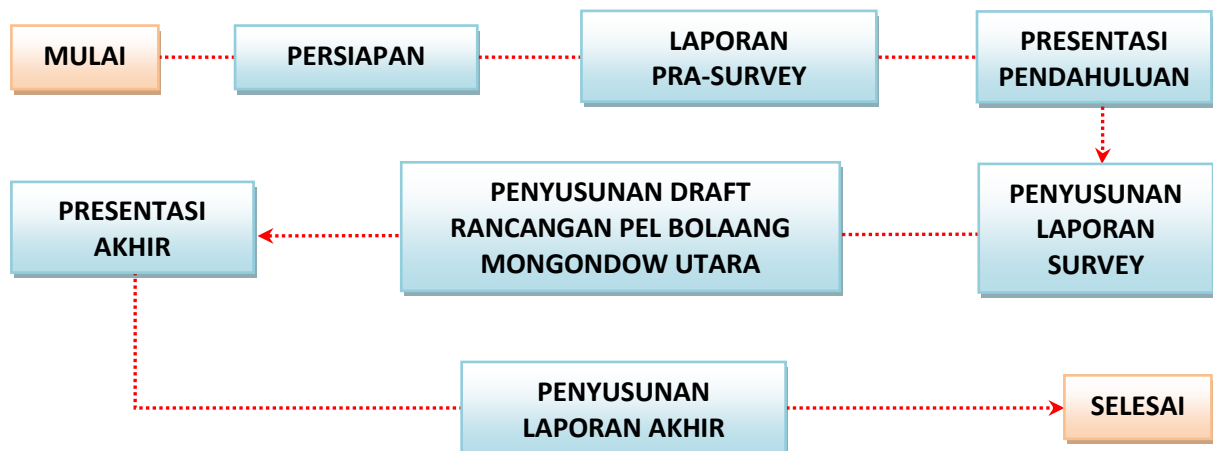 MULAI
PERSIAPAN
LAPORAN
PRA-SURVEY
PRESENTASI
PENDAHULUAN
PENYUSUNAN
LAPORAN
SURVEY
PENYUSUNAN DRAFT
RANCANGAN PEL BOLAANG
MONGONDOW UTARA
PRESENTASI
AKHIR
PENYUSUNAN
LAPORAN AKHIR
SELESAI